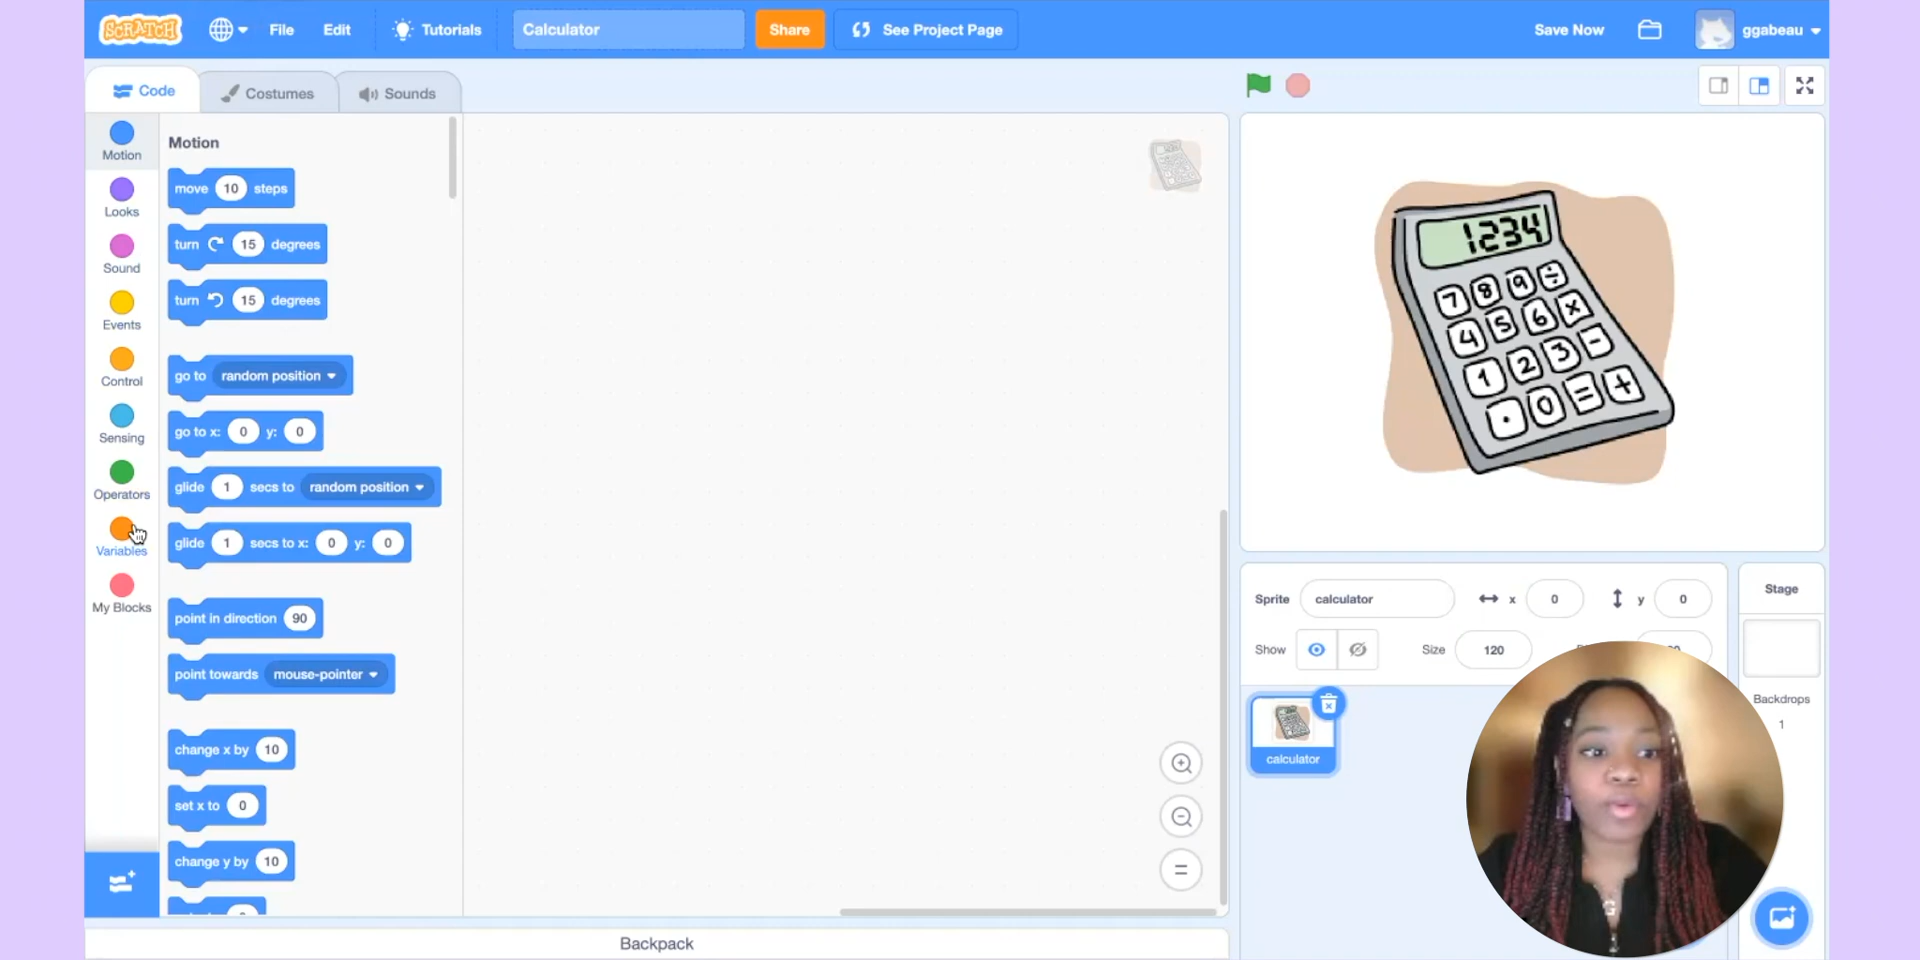 SCRATCH File Edit Tutorials Calculator Share See Project Page Save Now ggabeau
Code Costumes Sounds
Motion
Looks
Sound
Events
Control
Sensing
Operators
Variables
My Blocks
Motion
move 10 steps
turn 15 degrees
turn 15 degrees
go to random position
go to x: 0 y: 0
glide 1 secs to random position
glide 1 secs to x: 0 y: 0
point in direction 90
point towards mouse-pointer
change x by 10
set x to 0
change y by 10
Backpack
1234
7 8 9 ÷
4 5 6 x
1 2 3 -
. 0 = +
Sprite calculator x 0 y 0
Show Size 120
calculator
Stage
Backdrops
1